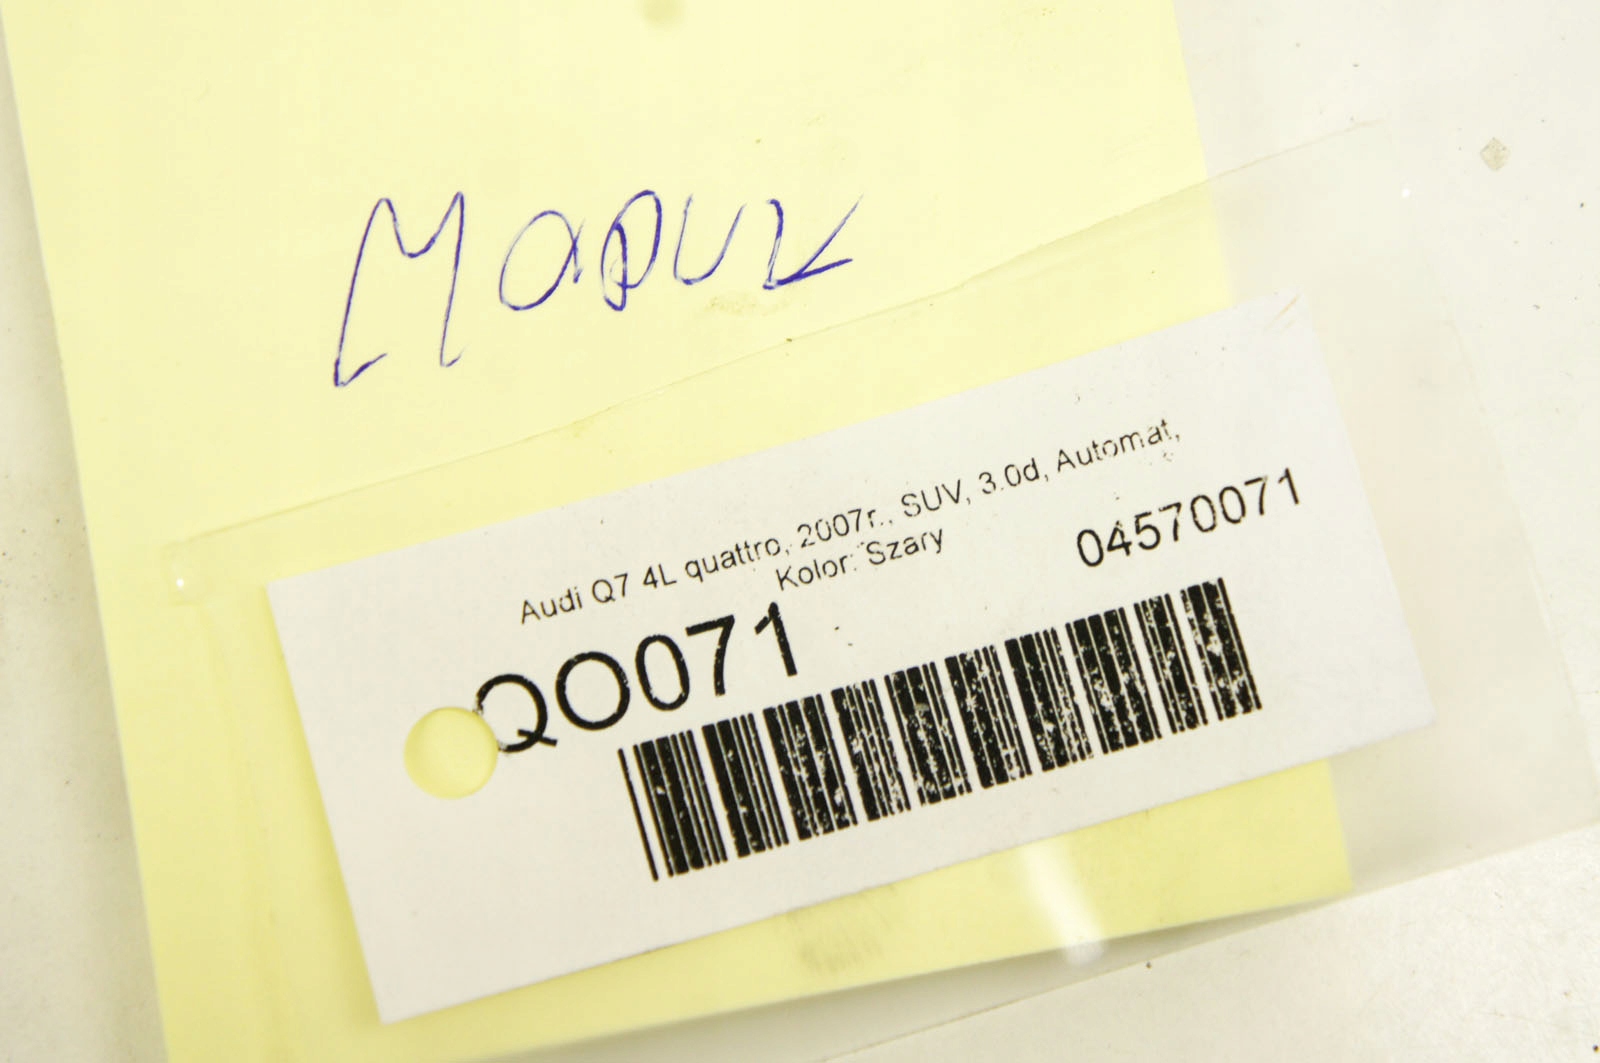 Марик
Audi Q7 4L quattro, 2007r., SUV, 3.0d, Automat,
Kolor: Szary
04570071
QO071